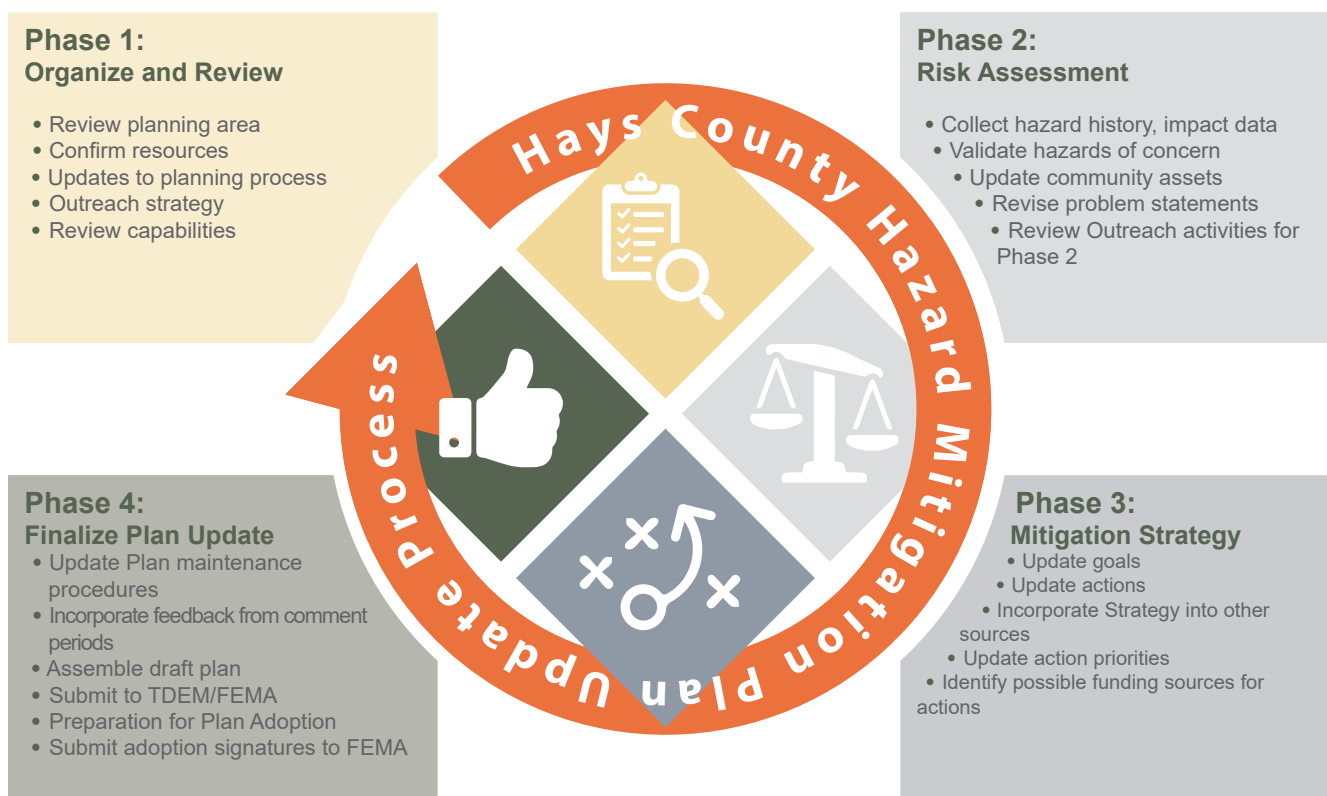 Phase 1:
Organize and Review
• Review planning area
• Confirm resources
• Updates to planning process
• Outreach strategy
• Review capabilities
Phase 2:
Risk Assessment
• Collect hazard history, impact data
• Validate hazards of concern
• Update community assets
• Revise problem statements
• Review Outreach activities for
Phase 2
Hays County Hazard Mitigation Plan Update Process
Phase 3:
Mitigation Strategy
• Update goals
• Update actions
• Incorporate Strategy into other
sources
• Update action priorities
• Identify possible funding sources for
actions
Phase 4:
Finalize Plan Update
• Update Plan maintenance
procedures
• Incorporate feedback from comment
periods
• Assemble draft plan
• Submit to TDEM/FEMA
• Preparation for Plan Adoption
• Submit adoption signatures to FEMA